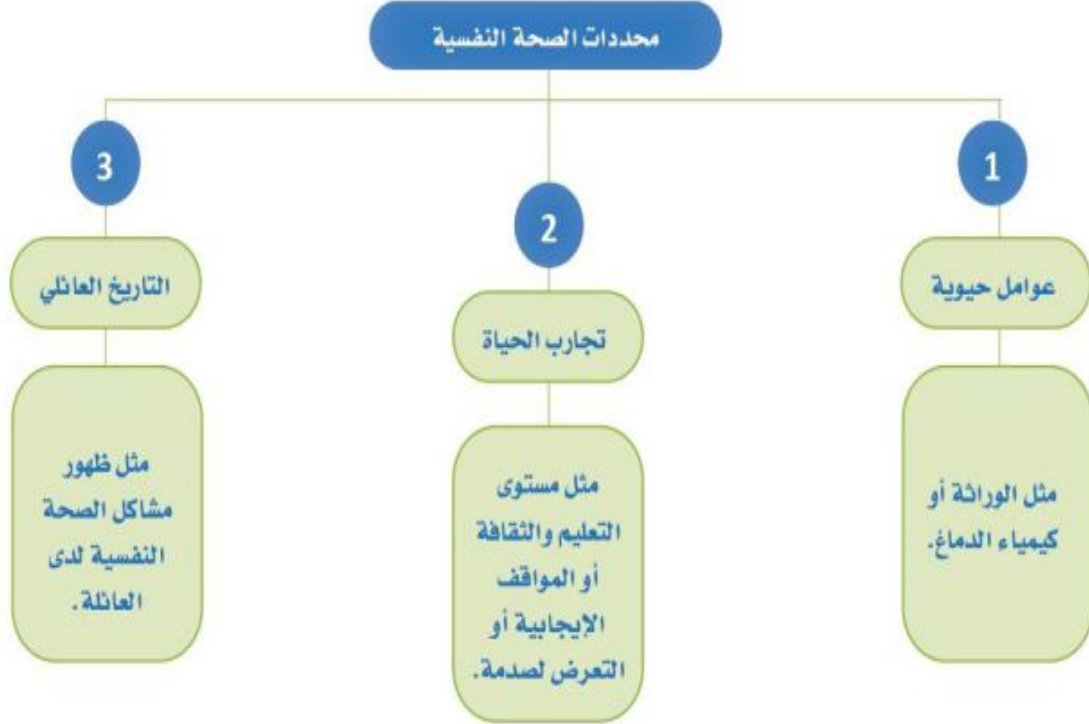 محددات الصحة النفسية
1
عوامل حيوية
مثل الوراثة أو
كيمياء الدماغ.
2
تجارب الحياة
مثل مستوى
التعليم والثقافة
أو المواقف
الإيجابية أو
التعرض لصدمة.
3
التاريخ العائلي
مثل ظهور
مشاكل الصحة
النفسية لدى
العائلة.